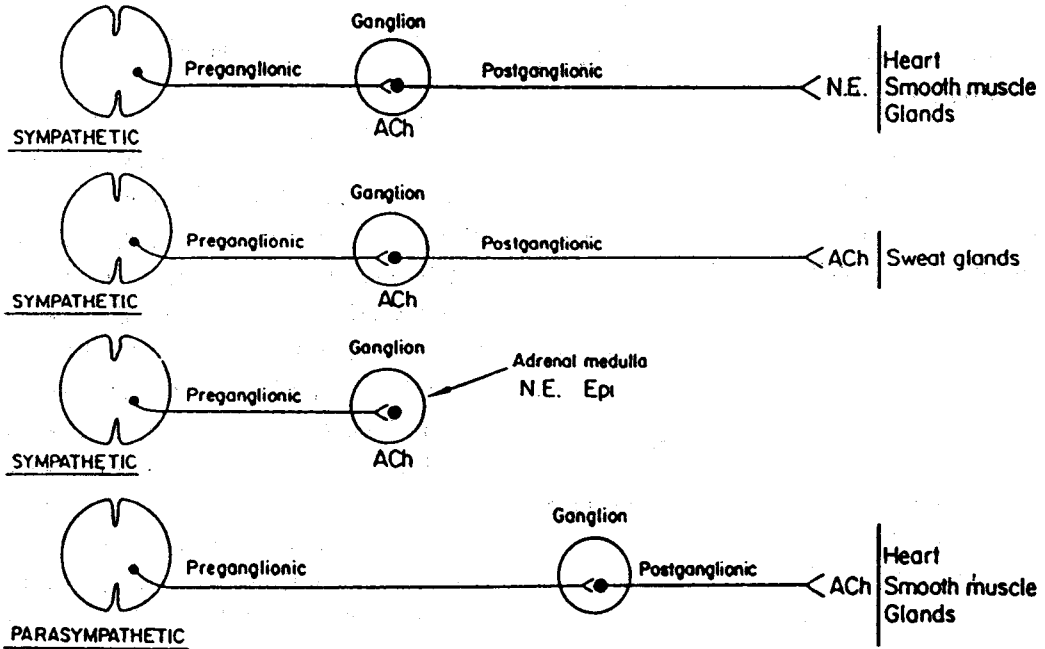 Ganglion
Preganglionic
Postganglionic
N.E.
Heart
Smooth muscle
Glands
ACh
SYMPATHETIC
Ganglion
Preganglionic
Postganglionic
ACh
Sweat glands
ACh
SYMPATHETIC
Ganglion
Adrenal medulla
N.E. Epi
Preganglionic
ACh
SYMPATHETIC
Ganglion
Preganglionic
Postganglionic
ACh
Heart
Smooth muscle
Glands
PARASYMPATHETIC